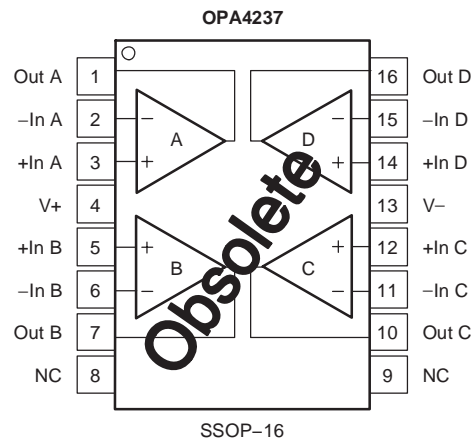 OPA4237
Out A 1 16 Out D
−In A 2 − − 15 −In D
A D
+In A 3 + + 14 +In D
V+ 4 13 V−
+In B 5 + + 12 +In C
B C
−In B 6 − − 11 −In C
Out B 7 10 Out C
NC 8 9 NC
Obsolete
SSOP−16